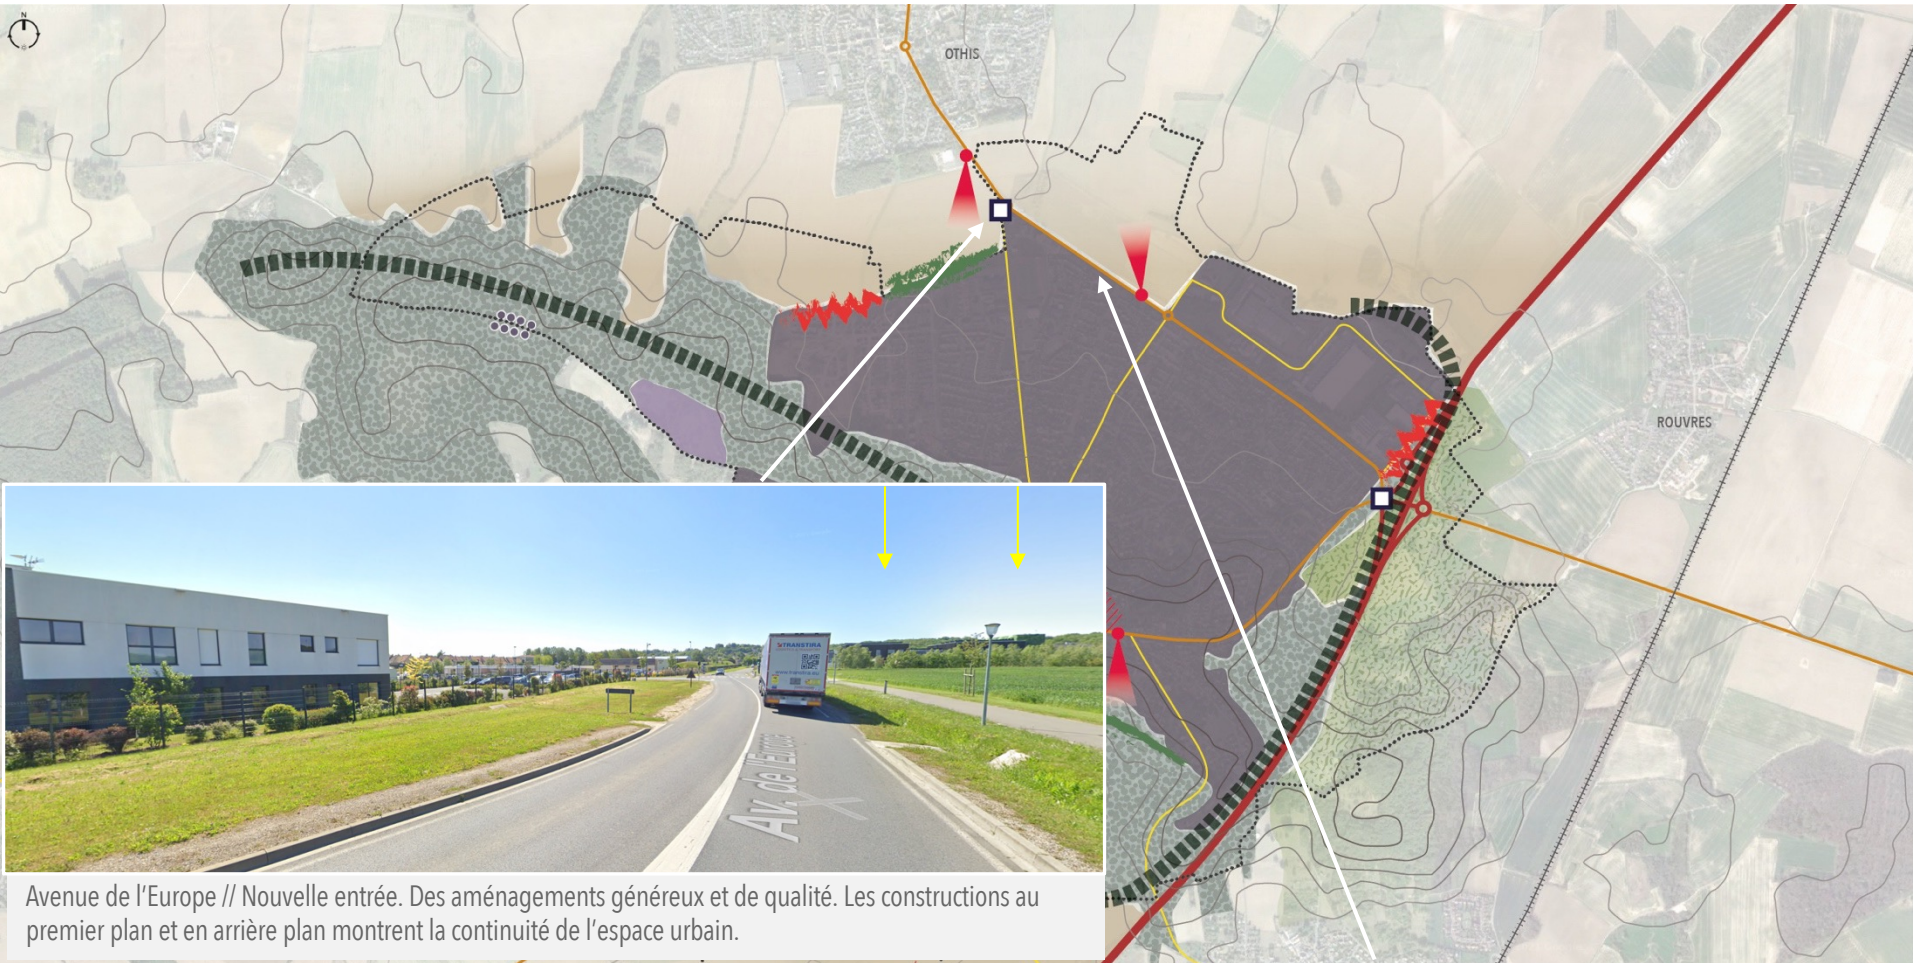 N
OTHIS
ROUVRES
TRANSTIRA
Av. de l'Europe
Avenue de l'Europe // Nouvelle entrée. Des aménagements généreux et de qualité. Les constructions au
premier plan et en arrière plan montrent la continuité de l'espace urbain.